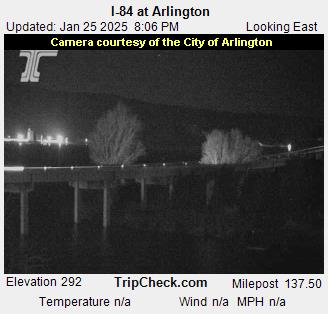 I-84 at Arlington
Updated: Jan 25 2025 8:06 PM Looking East
Camera courtesy of the City of Arlington
Elevation 292 TripCheck.com Milepost 137.50
Temperature n/a Wind n/a MPH n/a